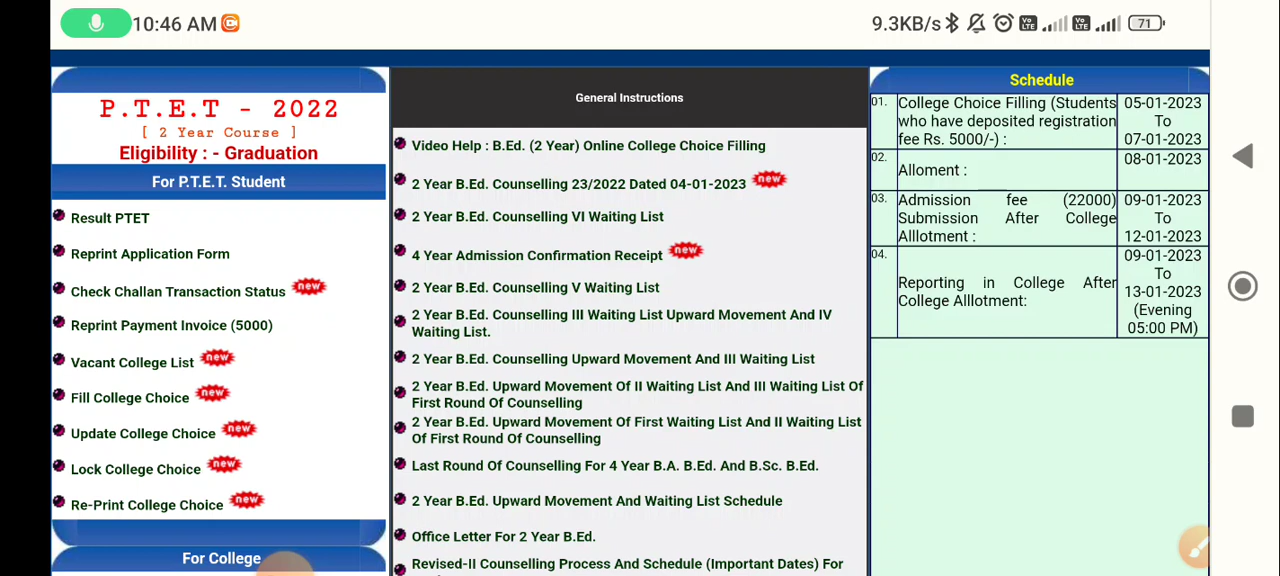 10:46 AM
9.3KB/s
Vo LTE
Vo LTE
71
P.T.E.T - 2022
[ 2 Year Course ]
Eligibility : - Graduation
For P.T.E.T. Student
Result PTET
Reprint Application Form
Check Challan Transaction Status new
Reprint Payment Invoice (5000)
Vacant College List new
Fill College Choice new
Update College Choice new
Lock College Choice new
Re-Print College Choice new
For College
General Instructions
Video Help : B.Ed. (2 Year) Online College Choice Filling
2 Year B.Ed. Counselling 23/2022 Dated 04-01-2023 new
2 Year B.Ed. Counselling VI Waiting List
4 Year Admission Confirmation Receipt new
2 Year B.Ed. Counselling V Waiting List
2 Year B.Ed. Counselling III Waiting List Upward Movement And IV
Waiting List.
2 Year B.Ed. Counselling Upward Movement And III Waiting List
2 Year B.Ed. Upward Movement Of II Waiting List And III Waiting List Of
First Round Of Counselling
2 Year B.Ed. Upward Movement Of First Waiting List And II Waiting List
Of First Round Of Counselling
Last Round Of Counselling For 4 Year B.A. B.Ed. And B.Sc. B.Ed.
2 Year B.Ed. Upward Movement And Waiting List Schedule
Office Letter For 2 Year B.Ed.
Revised-II Counselling Process And Schedule (Important Dates) For
Schedule
01.
College Choice Filling (Students
who have deposited registration
fee Rs. 5000/-) :
05-01-2023
To
07-01-2023
02.
Alloment :
08-01-2023
03.
Admission fee (22000)
Submission After College
Alllotment :
09-01-2023
To
12-01-2023
04.
Reporting in College After
College Alllotment:
09-01-2023
To
13-01-2023
(Evening
05:00 PM)